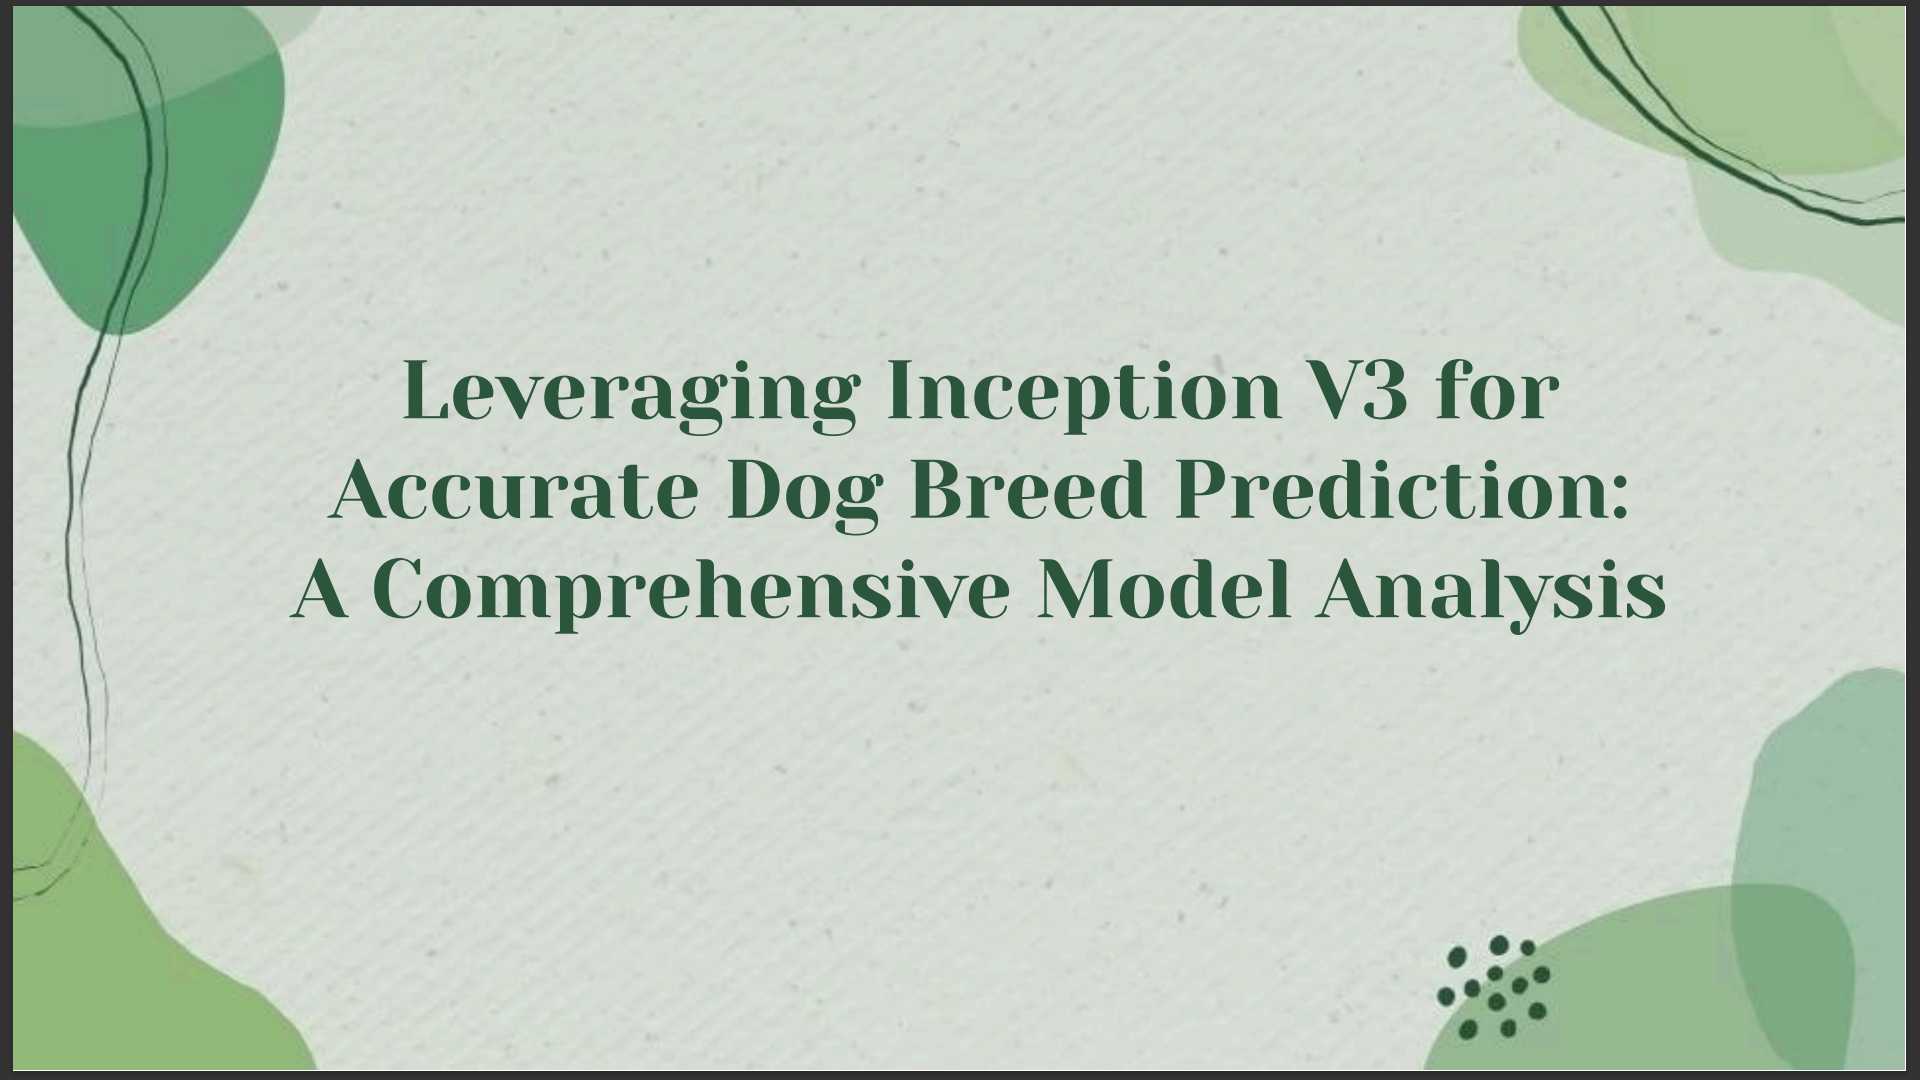 Leveraging Inception V3 for
Accurate Dog Breed Prediction:
A Comprehensive Model Analysis